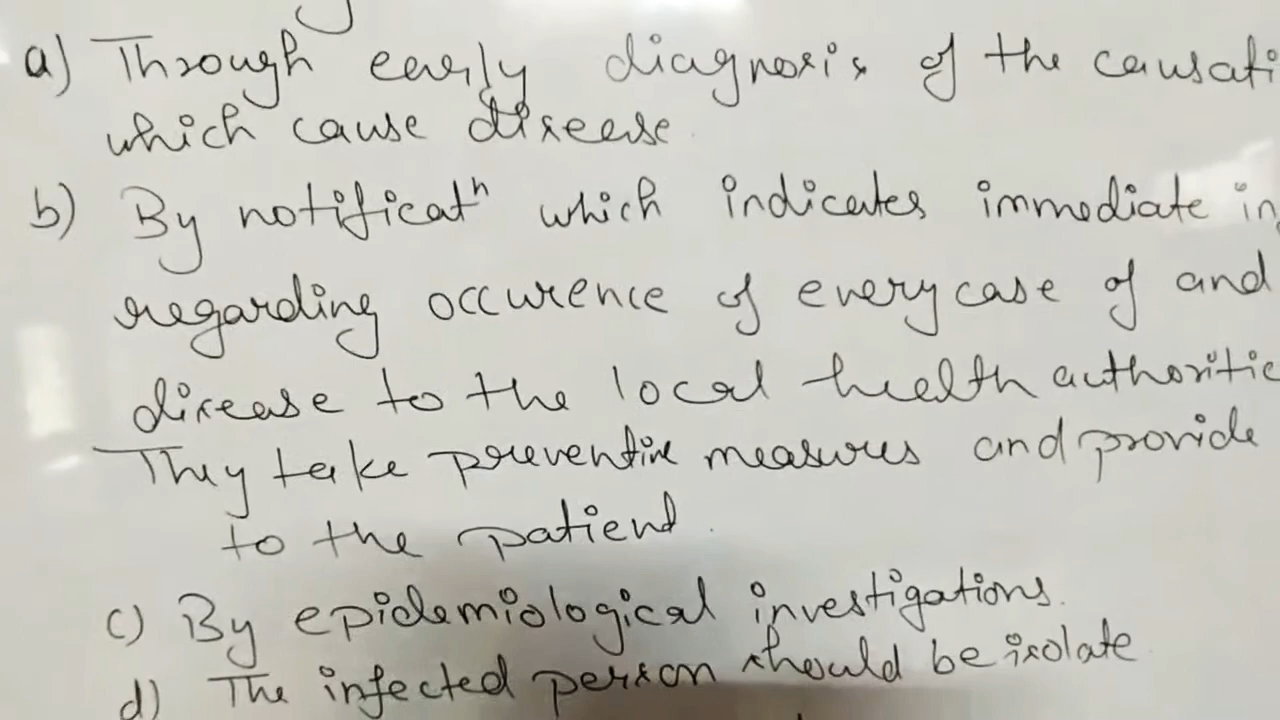 a) Through early diagnosis of the causati
which cause disease.
b) By notificatⁿ which indicates immediate in
regarding occurence of every case of and
disease to the local health authoritie
They take preventive measures and provide
to the patient.
c) By epidemiological investigations.
d) The infected person should be isolate